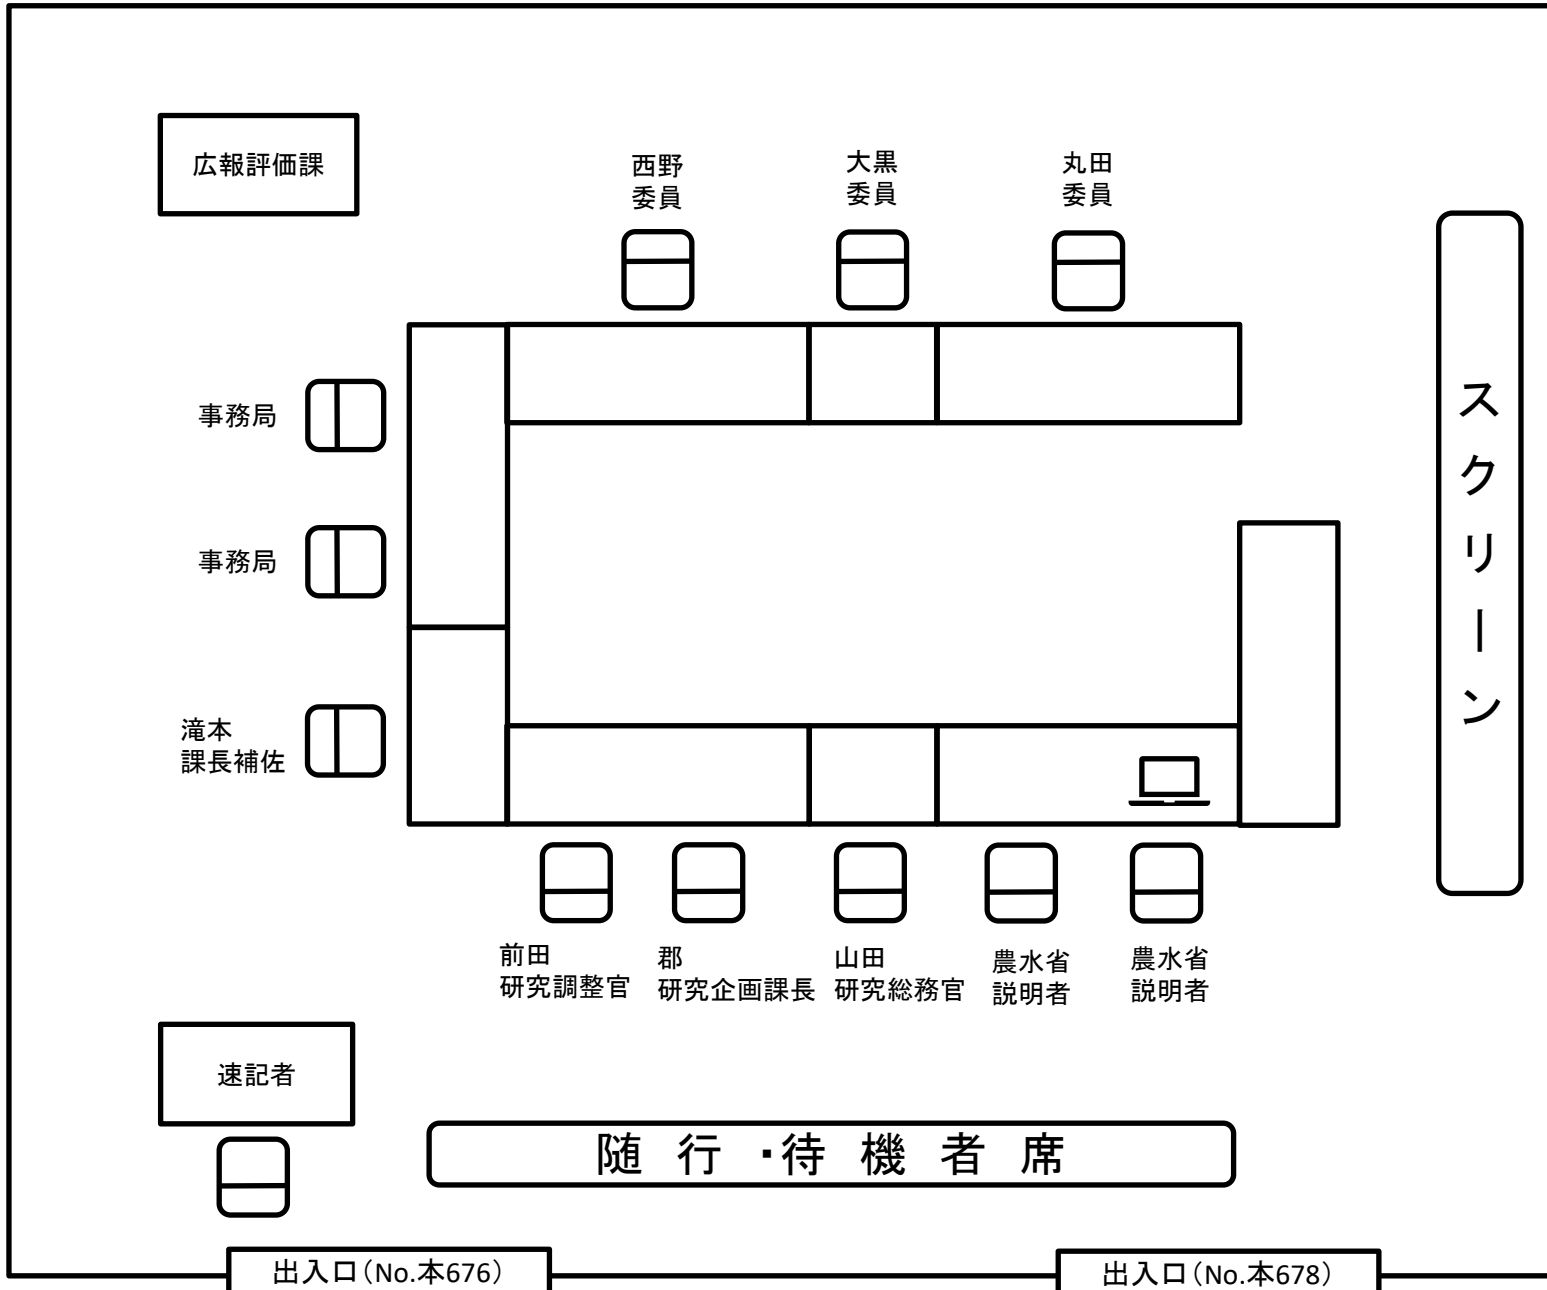 広報評価課
西野
委員
大黒
委員
丸田
委員
スクリーン
事務局
事務局
滝本
課長補佐
前田
研究調整官
郡
研究企画課長
山田
研究総務官
農水省
説明者
農水省
説明者
速記者
随行・待機者席
出入口（No.本676）
出入口（No.本678）